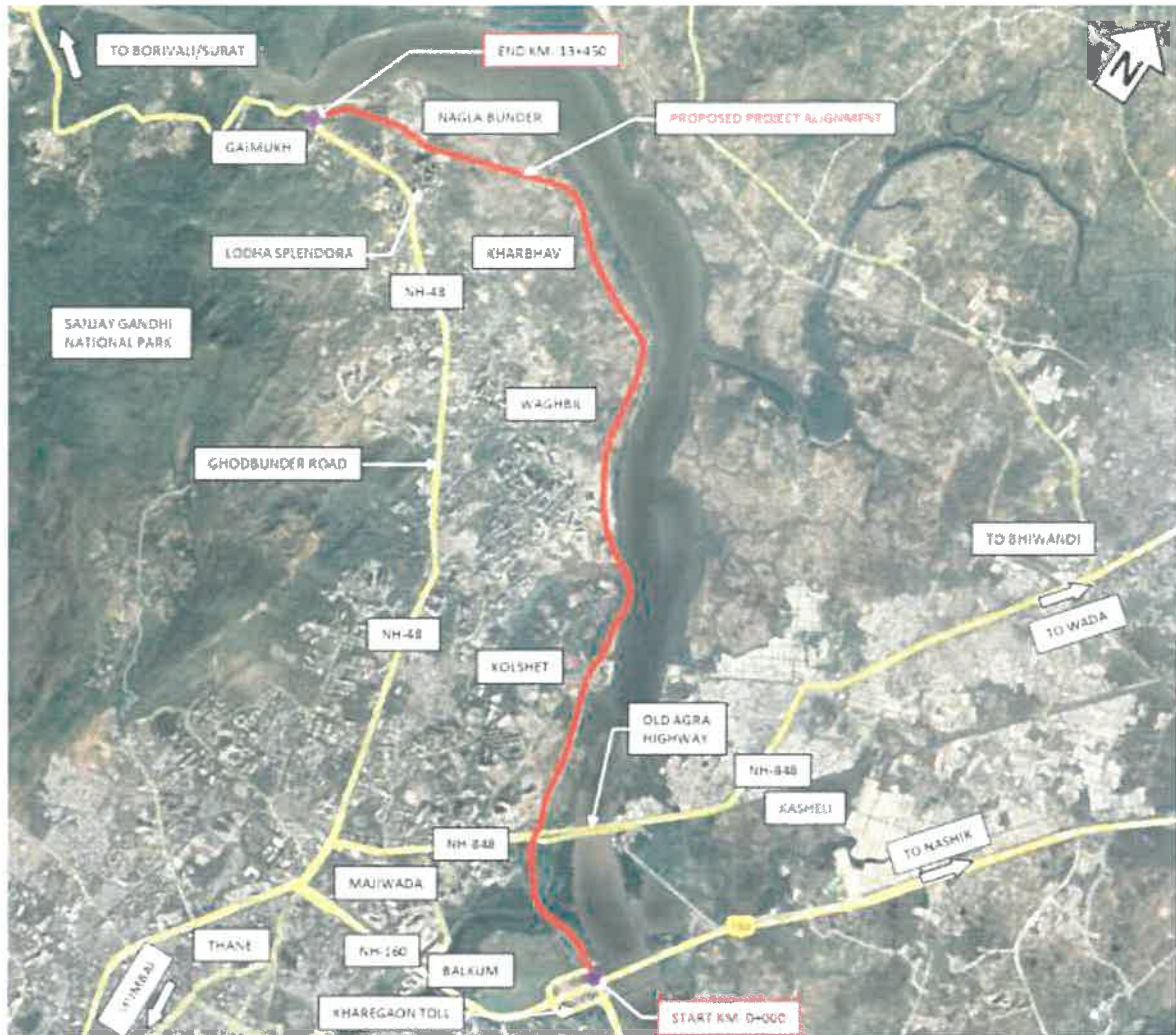 TO BORIVALI/SURAT
END KM. 13+450
N
NAGLA BUNDER
PROPOSED PROJECT ALIGNMENT
GAIMUKH
LODHA SPLENDORA
KHARBHAV
NH-48
SANJAY GANDHI
NATIONAL PARK
WAGHBIL
GHODBUNDER ROAD
TO BHIWANDI
TO WADA
NH-48
KOLSHET
OLD AGRA
HIGHWAY
NH-848
KASHELI
NH-848
TO NASHIK
MAJIWADA
THANE
NH-160
BALKUM
MUMBAI
KHAREGAON TOLL
START KM. 0+000